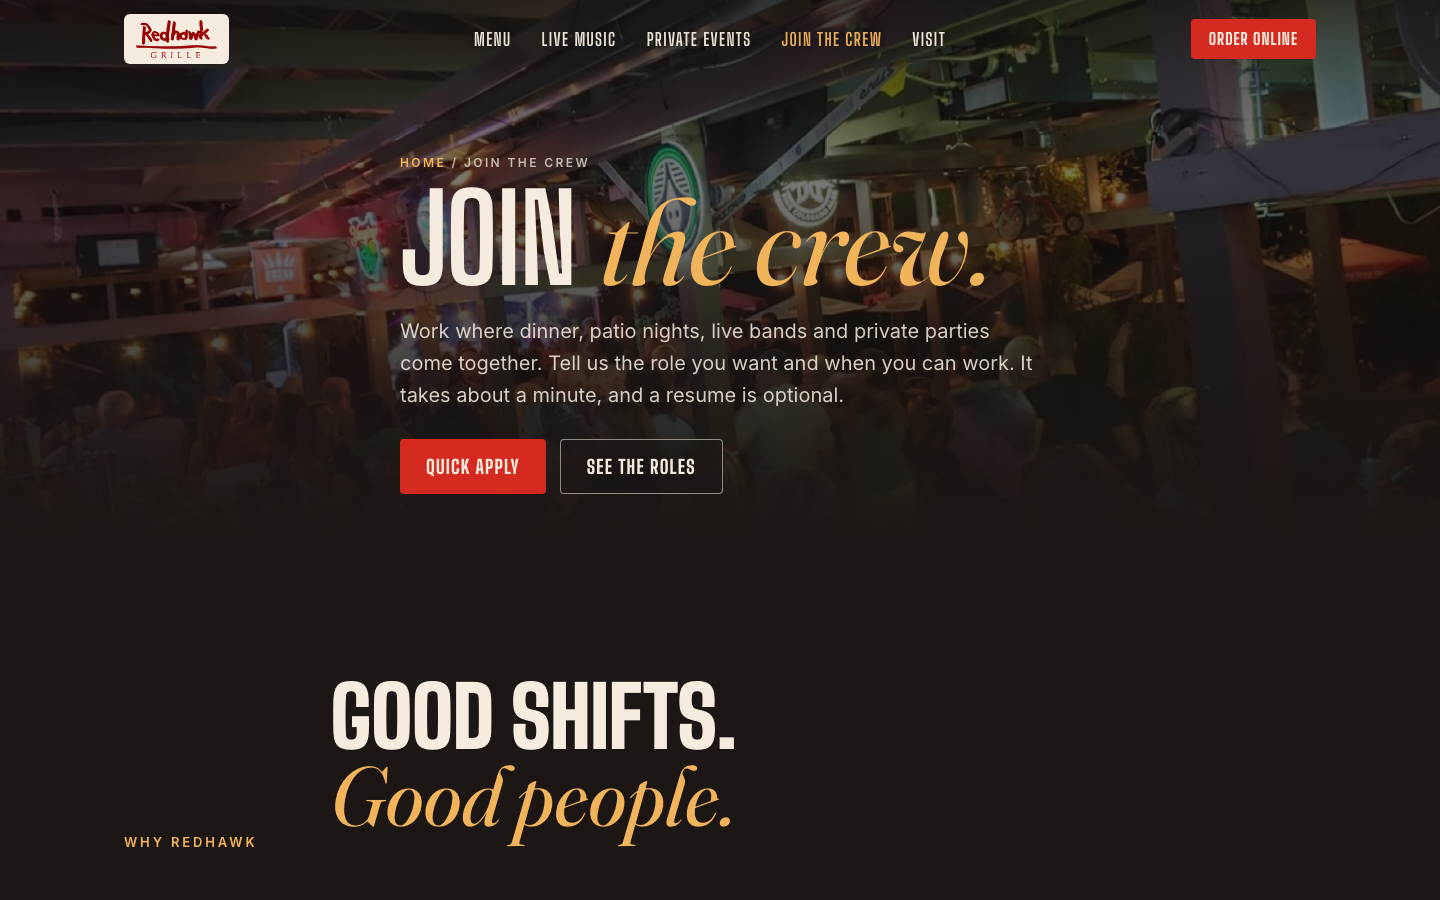 Redhawk
GRILLE
MENU
LIVE MUSIC
PRIVATE EVENTS
JOIN THE CREW
VISIT
ORDER ONLINE
HOME / JOIN THE CREW
JOIN the crew.
Work where dinner, patio nights, live bands and private parties
come together. Tell us the role you want and when you can work. It
takes about a minute, and a resume is optional.
QUICK APPLY
SEE THE ROLES
GOOD SHIFTS.
Good people.
WHY REDHAWK